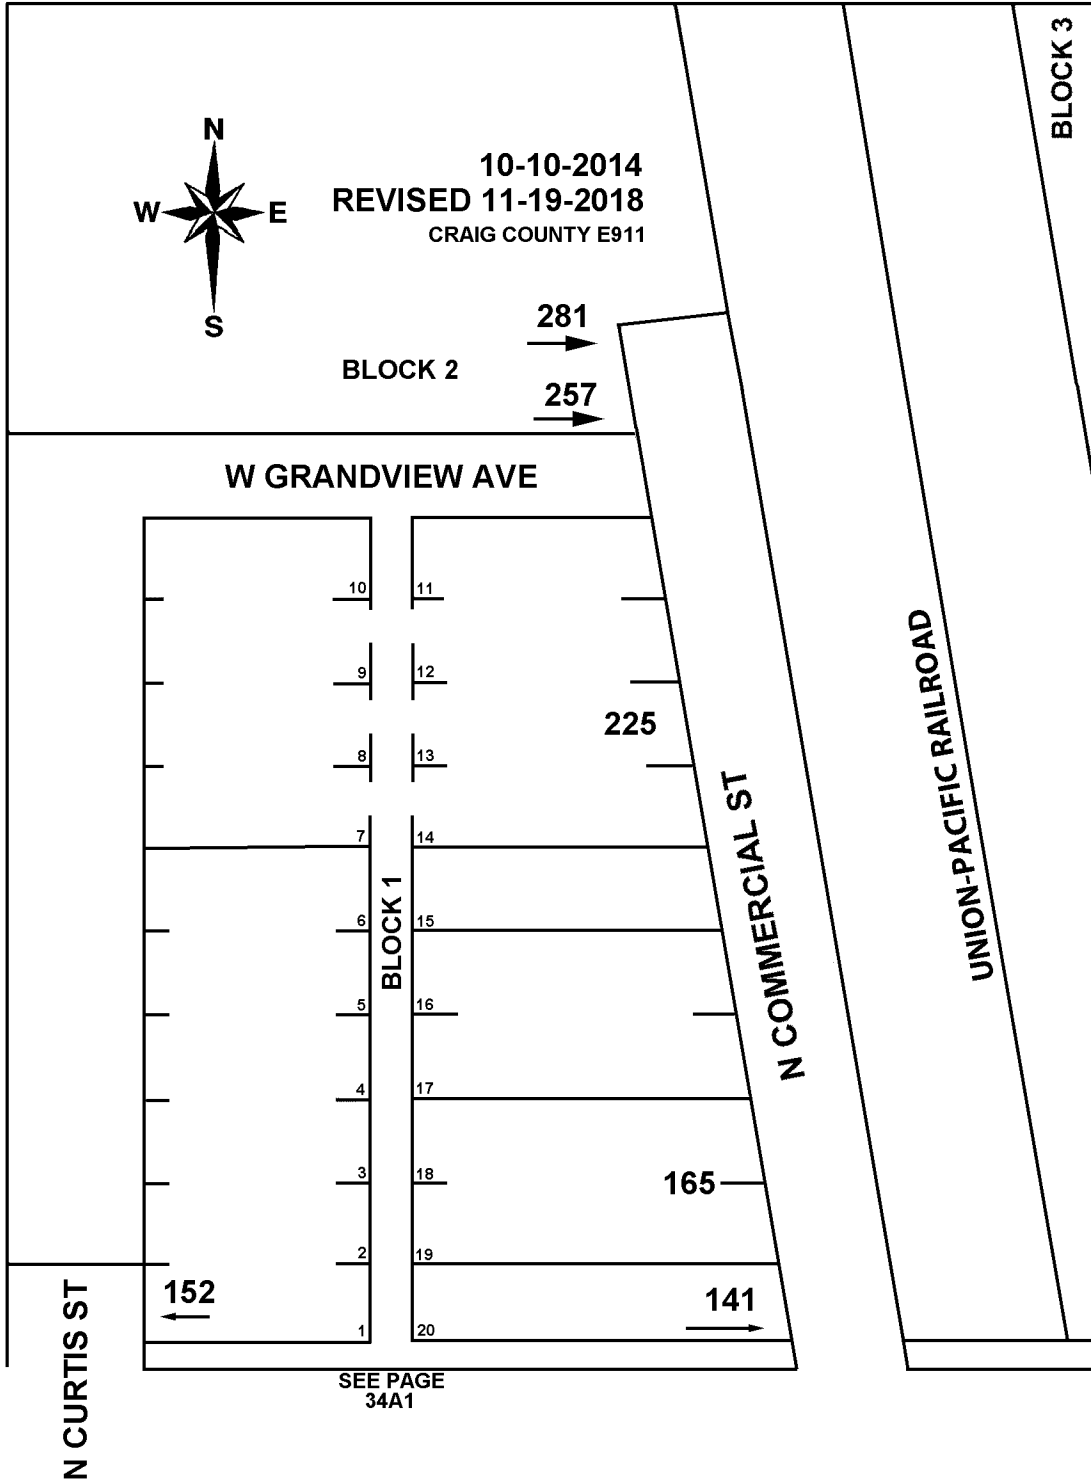 BLOCK 3
N
W
E
S
10-10-2014
REVISED 11-19-2018
CRAIG COUNTY E911
281
BLOCK 2
257
W GRANDVIEW AVE
10
11
9
12
225
8
13
7
14
BLOCK 1
6
15
5
16
4
17
3
18
165
2
19
152
141
1
20
N COMMERCIAL ST
UNION-PACIFIC RAILROAD
N CURTIS ST
SEE PAGE
34A1